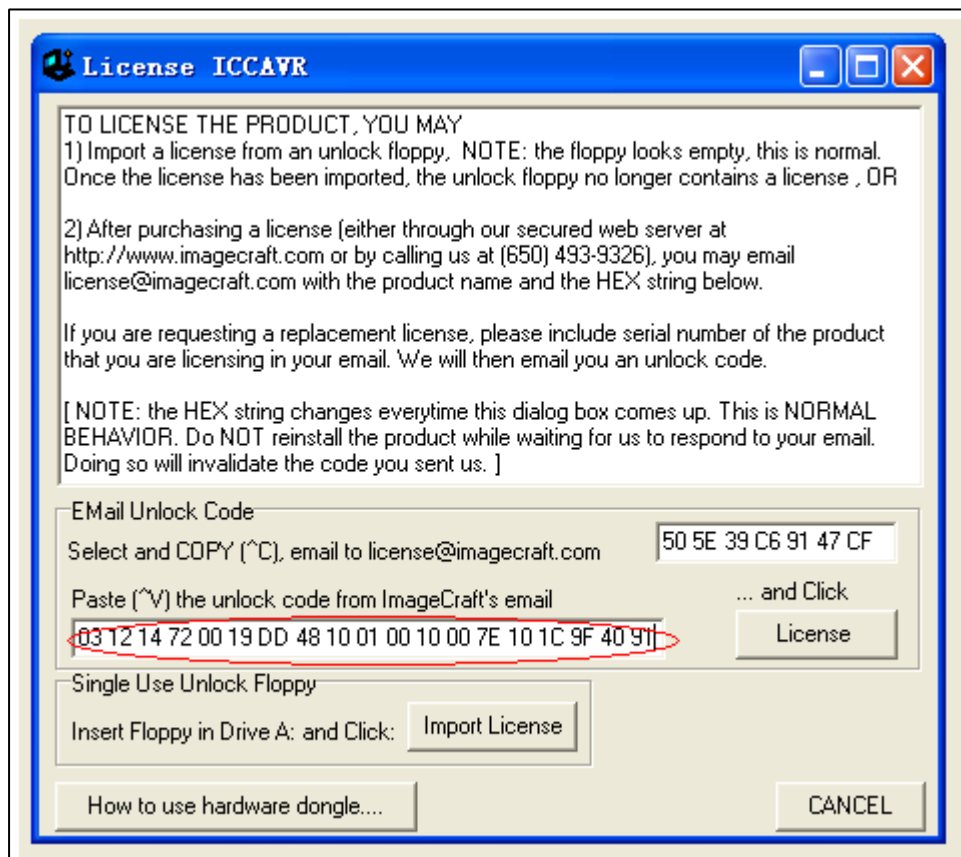 License ICCAVR
TO LICENSE THE PRODUCT, YOU MAY
1) Import a license from an unlock floppy,  NOTE: the floppy looks empty, this is normal.
Once the license has been imported, the unlock floppy no longer contains a license , OR
2) After purchasing a license (either through our secured web server at
http://www.imagecraft.com or by calling us at (650) 493-9326), you may email
license@imagecraft.com with the product name and the HEX string below.
If you are requesting a replacement license, please include serial number of the product
that you are licensing in your email. We will then email you an unlock code.
[ NOTE: the HEX string changes everytime this dialog box comes up. This is NORMAL
BEHAVIOR. Do NOT reinstall the product while waiting for us to respond to your email.
Doing so will invalidate the code you sent us. ]
EMail Unlock Code
Select and COPY (^C), email to license@imagecraft.com
50 5E 39 C6 91 47 CF
Paste (^V) the unlock code from ImageCraft's email
... and Click
03 12 14 72 00 19 DD 48 10 01 00 10 00 7E 10 1C 9F 40 91
License
Single Use Unlock Floppy
Insert Floppy in Drive A: and Click:
Import License
How to use hardware dongle....
CANCEL